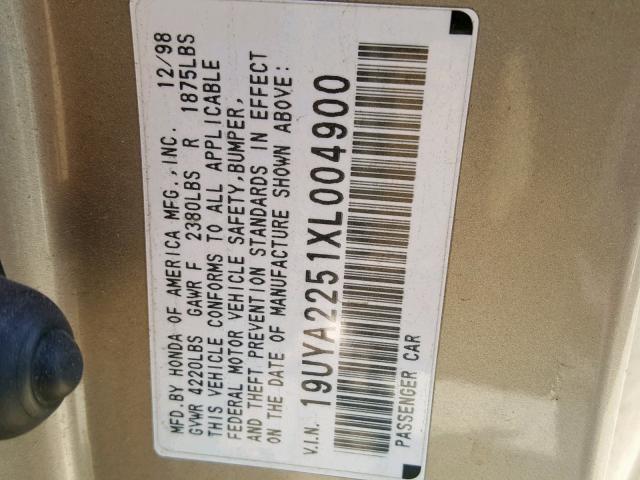 MFD. BY HONDA OF AMERICA MFG.,INC. 12/98
GVWR 4220LBS GAWR F 2380LBS R 1875LBS
THIS VEHICLE CONFORMS TO ALL APPLICABLE
FEDERAL MOTOR VEHICLE SAFETY,BUMPER,
AND THEFT PREVENTION STANDARDS IN EFFECT
ON THE DATE OF MANUFACTURE SHOWN ABOVE:
V.I.N. 19UYA2251XL004900
PASSENGER CAR